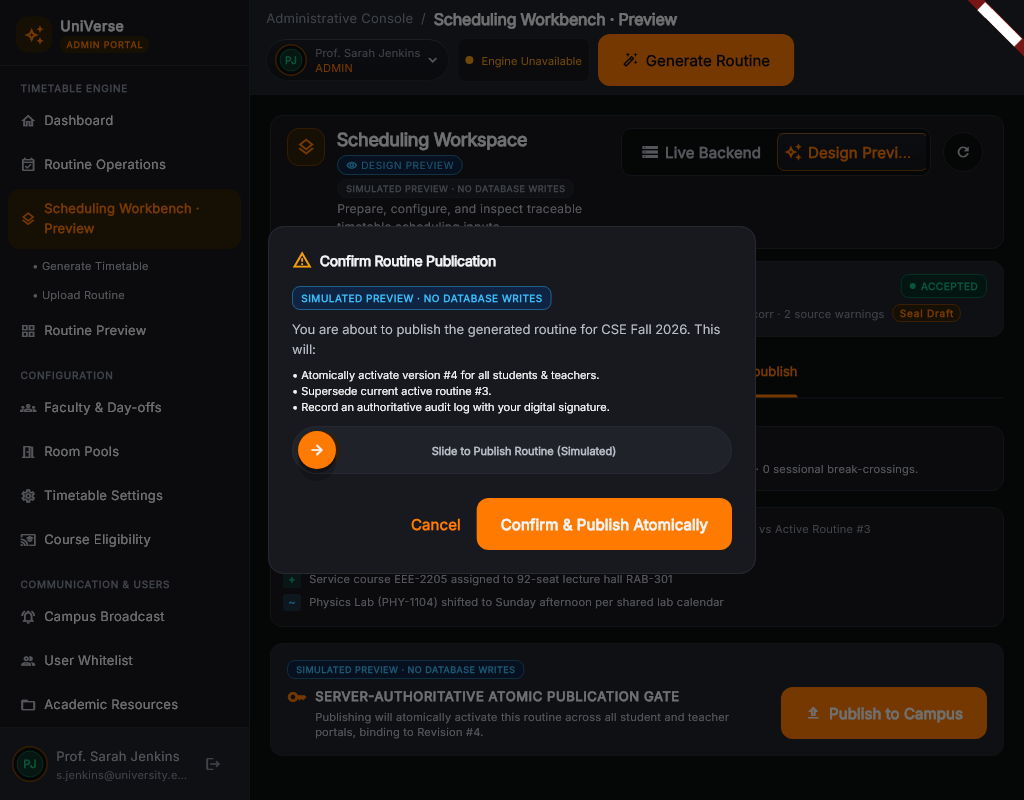 UniVerse
ADMIN PORTAL
TIMETABLE ENGINE
Dashboard
Routine Operations
Scheduling Workbench ·
Preview
• Generate Timetable
• Upload Routine
Routine Preview
CONFIGURATION
Faculty & Day-offs
Room Pools
Timetable Settings
Course Eligibility
COMMUNICATION & USERS
Campus Broadcast
User Whitelist
Academic Resources
PJ
Prof. Sarah Jenkins
s.jenkins@university.e...
Administrative Console / Scheduling Workbench · Preview
PJ
Prof. Sarah Jenkins
ADMIN
Engine Unavailable
Generate Routine
Scheduling Workspace
DESIGN PREVIEW
SIMULATED PREVIEW · NO DATABASE WRITES
Prepare, configure, and inspect traceable
timetable scheduling inputs
Live Backend
Design Previ...
ACCEPTED
· 2 source warnings
Seal Draft
publish
Confirm Routine Publication
SIMULATED PREVIEW · NO DATABASE WRITES
You are about to publish the generated routine for CSE Fall 2026. This
will:
• Atomically activate version #4 for all students & teachers.
• Supersede current active routine #3.
• Record an authoritative audit log with your digital signature.
Slide to Publish Routine (Simulated)
Cancel
Confirm & Publish Atomically
· 0 sessional break-crossings.
vs Active Routine #3
+ Service course EEE-2205 assigned to 92-seat lecture hall RAB-301
~ Physics Lab (PHY-1104) shifted to Sunday afternoon per shared lab calendar
SIMULATED PREVIEW · NO DATABASE WRITES
SERVER-AUTHORITATIVE ATOMIC PUBLICATION GATE
Publishing will atomically activate this routine across all student and teacher
portals, binding to Revision #4.
Publish to Campus